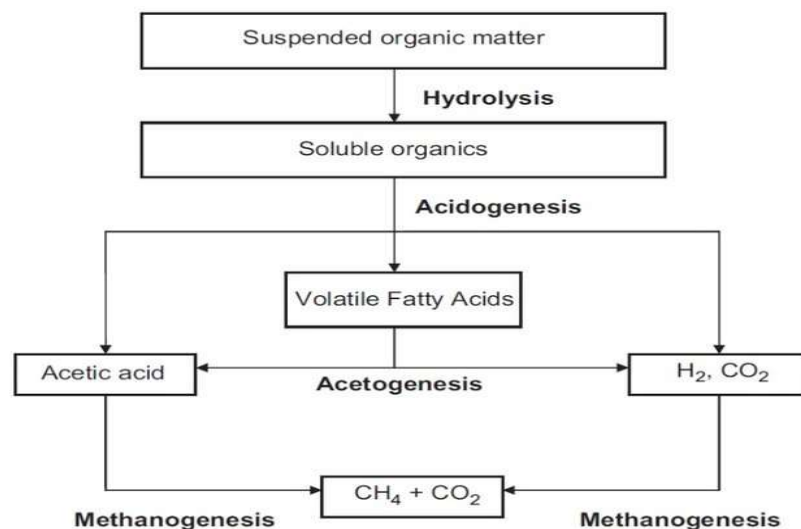 Suspended organic matter
Hydrolysis
Soluble organics
Acidogenesis
Volatile Fatty Acids
Acetic acid
Acetogenesis
H₂, CO₂
CH₄ + CO₂
Methanogenesis
Methanogenesis